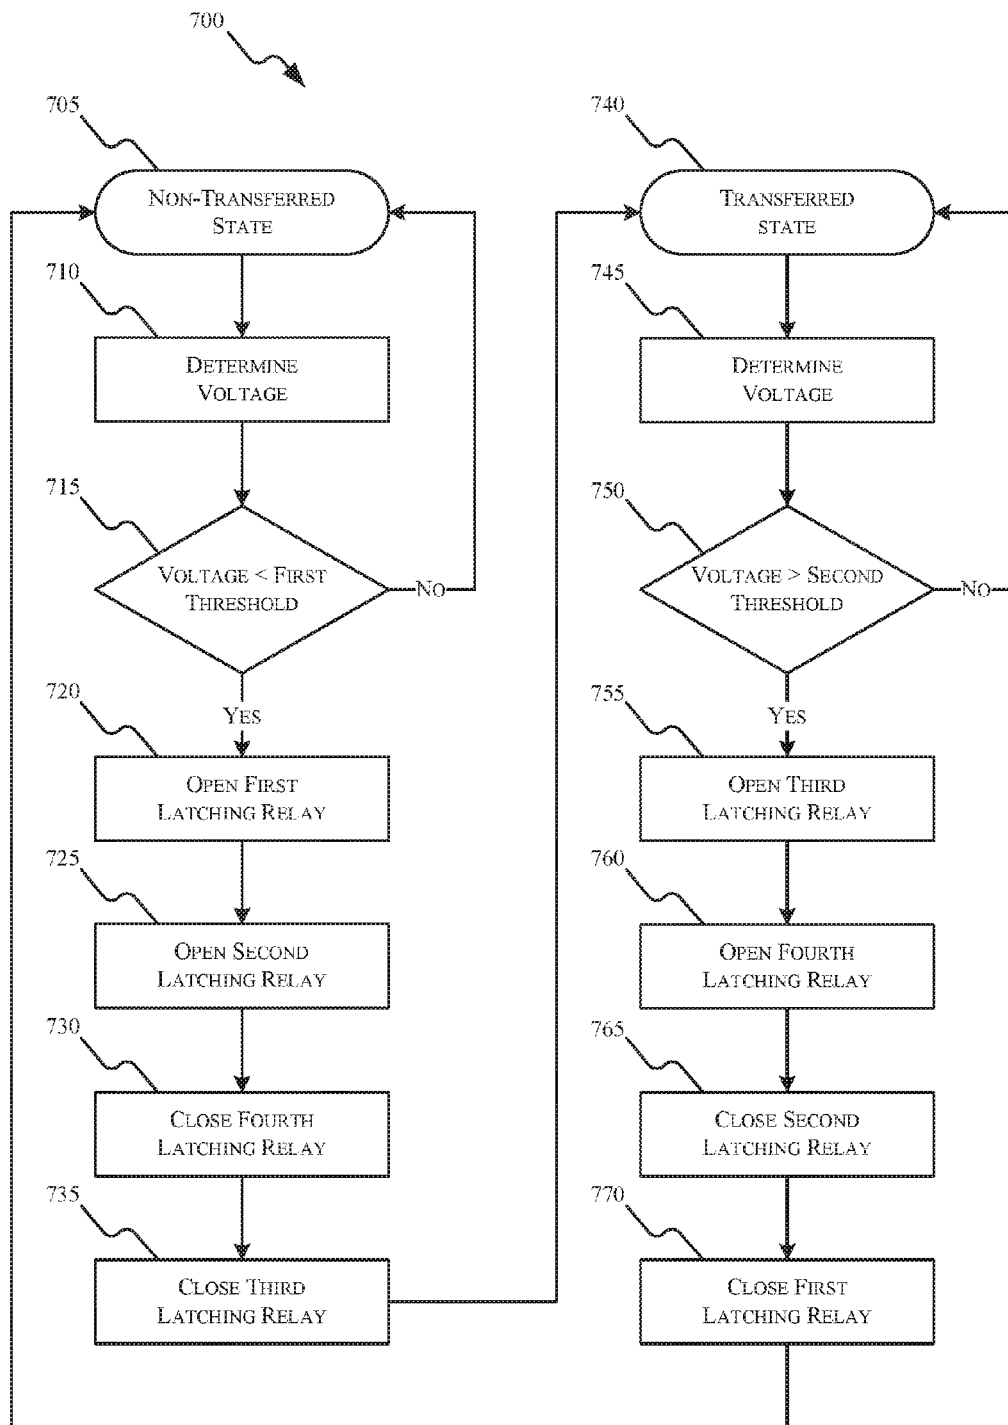 700
705
NON-TRANSFERRED
STATE
710
DETERMINE
VOLTAGE
715
VOLTAGE < FIRST
THRESHOLD
NO
YES
720
OPEN FIRST
LATCHING RELAY
725
OPEN SECOND
LATCHING RELAY
730
CLOSE FOURTH
LATCHING RELAY
735
CLOSE THIRD
LATCHING RELAY
740
TRANSFERRED
STATE
745
DETERMINE
VOLTAGE
750
VOLTAGE > SECOND
THRESHOLD
NO
YES
755
OPEN THIRD
LATCHING RELAY
760
OPEN FOURTH
LATCHING RELAY
765
CLOSE SECOND
LATCHING RELAY
770
CLOSE FIRST
LATCHING RELAY